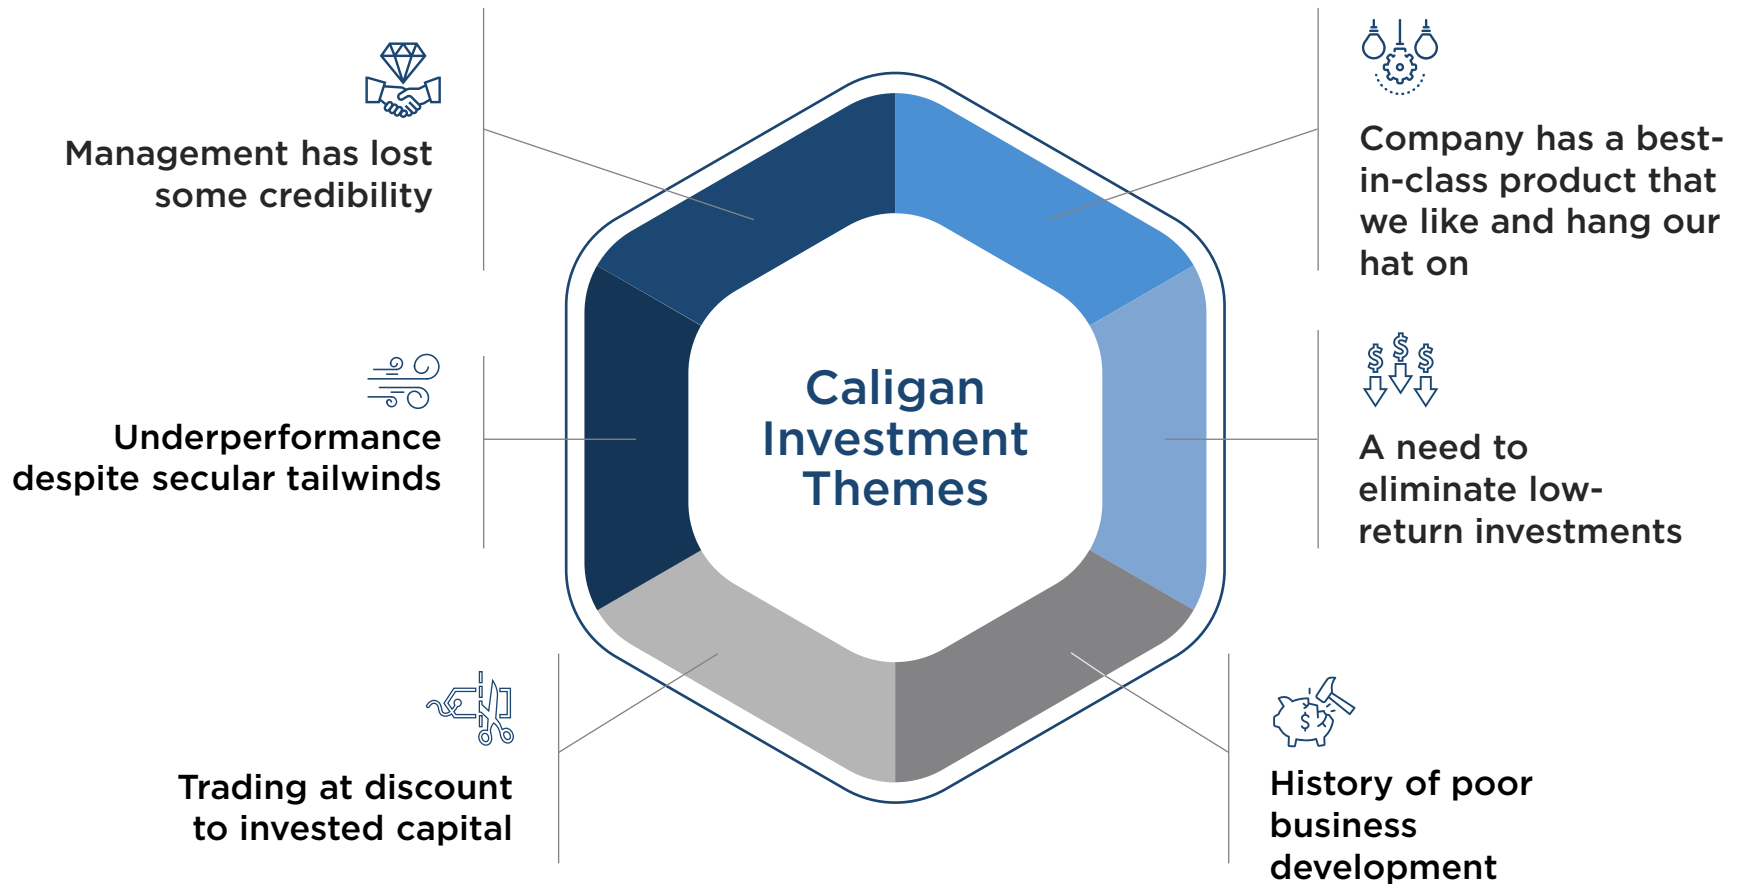 Management has lost
some credibility
Company has a best-
in-class product that
we like and hang our
hat on
Caligan
Investment
Themes
Underperformance
despite secular tailwinds
A need to
eliminate low-
return investments
Trading at discount
to invested capital
History of poor
business
development